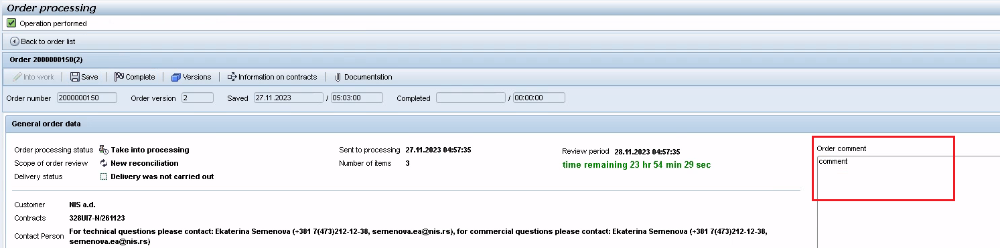 Order processing
Operation performed
Back to order list
Order 2000000150(2)
Into work Save Complete Versions Information on contracts Documentation
Order number 2000000150 Order version 2 Saved 27.11.2023 / 05:03:00 Completed / 00:00:00
General order data
Order processing status Take into processing Sent to processing 27.11.2023 04:57:35 Review period 28.11.2023 04:57:35 Order comment
Scope of order review New reconciliation Number of items 3 time remaining 23 hr 54 min 29 sec comment
Delivery status Delivery was not carried out
Customer NIS a.d.
Contracts 328UI7-N/261123
Contact Person For technical questions please contact: Ekaterina Semenova (+381 7(473)212-12-38, semenova.ea@nis.rs), for commercial questions please contact: Ekaterina Semenova (+381 7(473)212-12-38,
semenova.ea@nis.rs)